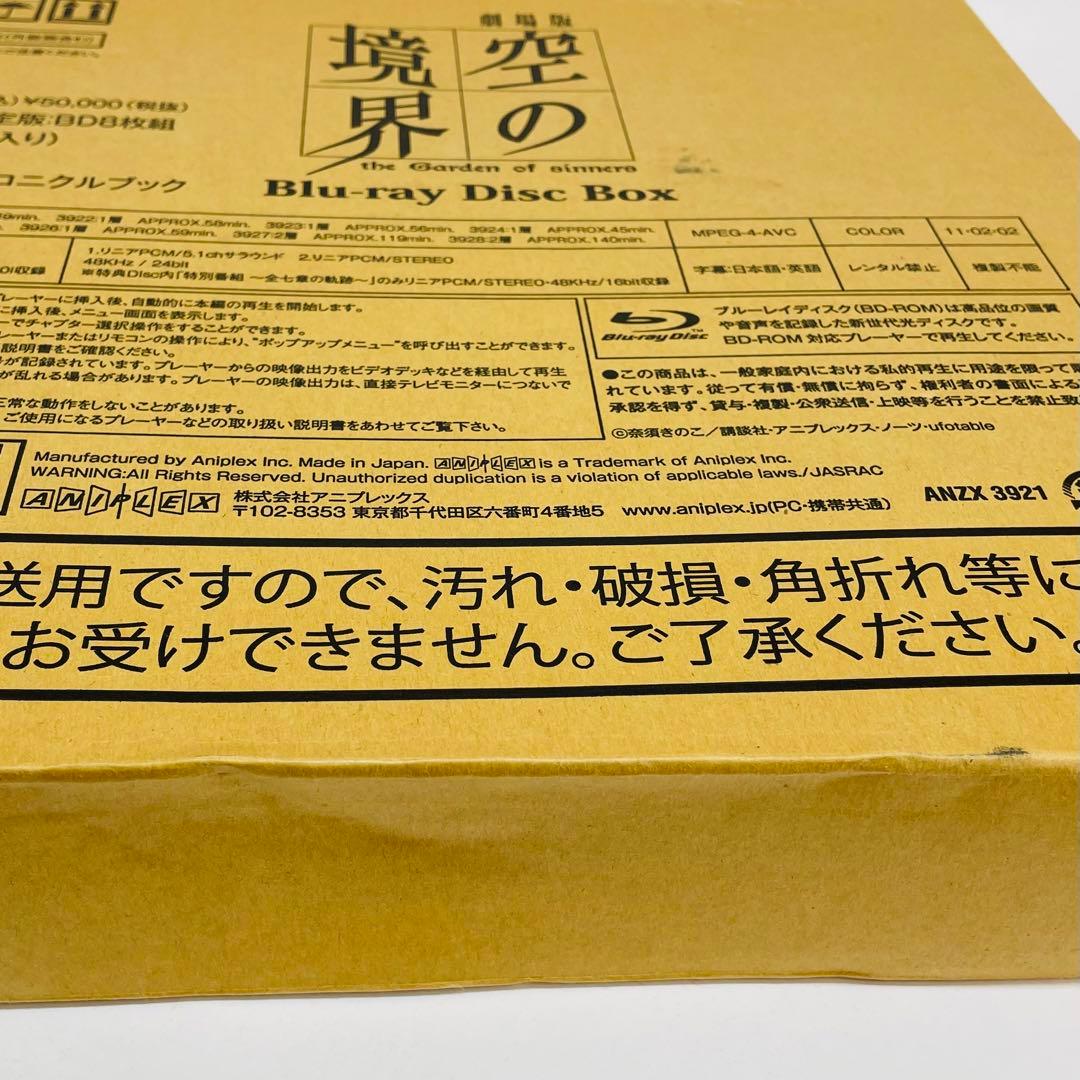 劇場版
空の
境界
the Garden of sinners
Blu-ray Disc Box
¥50,000(税抜)
定版:BD8枚組
入り)
ロニクルブック
3922:1層 APPROX.58min. 3923:1層 APPROX.56min. 3924:1層 APPROX.45min.
3926:1層 APPROX.59min. 3927:2層 APPROX.119min. 3928:2層 APPROX.140min.
収録
1.リニアPCM/5.1chサラウンド 2.リニアPCM/STEREO
48KHz / 24bit
※特典Disc内「特別番組 ～全七章の軌跡～」のみリニアPCM/STEREO・48KHz/16bit収録
MPEG-4-AVC COLOR 11・02・02
字幕:日本語・英語 レンタル禁止 複製不能
レーヤーに挿入後、自動的に本編の再生を開始します。
に挿入後、メニュー画面を表示します。
ーでチャプター選択操作をすることができます。
レーヤーまたはリモコンの操作により、"ポップアップメニュー"を呼び出すことができます。
説明書をご確認ください。
号が記録されています。プレーヤーからの映像出力をビデオデッキなどを経由して再生
が乱れる場合があります。プレーヤーの映像出力は、直接テレビモニターにつないで
正常な動作をしないことがあります。
ご使用になるプレーヤーなどの取り扱い説明書をあわせてご覧下さい。
Blu-ray Disc™
ブルーレイディスク(BD-ROM)は高品位の画質
や音声を記録した新世代光ディスクです。
BD-ROM 対応プレーヤーで再生してください。
●この商品は、一般家庭内における私的再生に用途を限って販
れています。従って有償・無償に拘らず、権利者の書面による
承認を得ず、貸与・複製・公衆送信・上映等を行うことを禁止致
©奈須きのこ／講談社・アニプレックス・ノーツ・ufotable
Manufactured by Aniplex Inc. Made in Japan. ANIPLEX is a Trademark of Aniplex Inc.
WARNING:All Rights Reserved. Unauthorized duplication is a violation of applicable laws./JASRAC
ANIPLEX 株式会社アニプレックス
〒102-8353 東京都千代田区六番町4番地5 www.aniplex.jp(PC・携帯共通)
ANZX 3921
送用ですので、汚れ・破損・角折れ等に
お受けできません。ご了承ください。